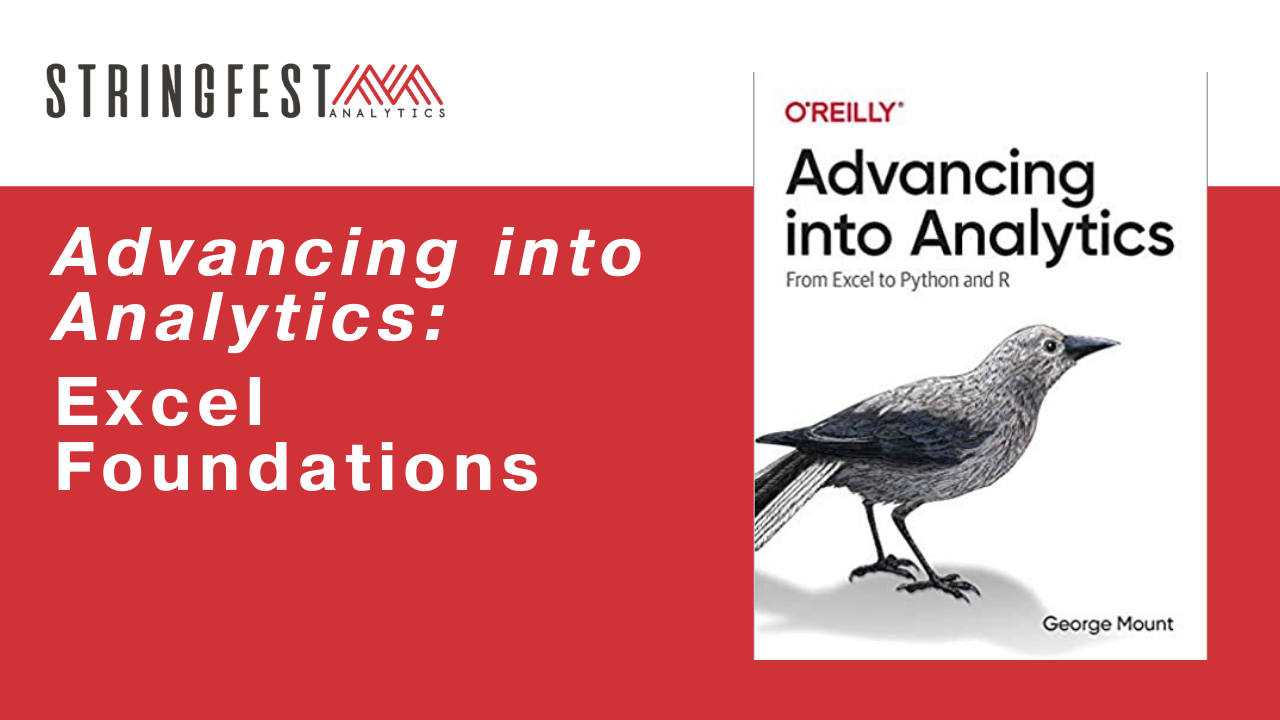 STRINGFEST
ANALYTICS
Advancing into
Analytics:
Excel
Foundations
O'REILLY®
Advancing
into Analytics
From Excel to Python and R
George Mount